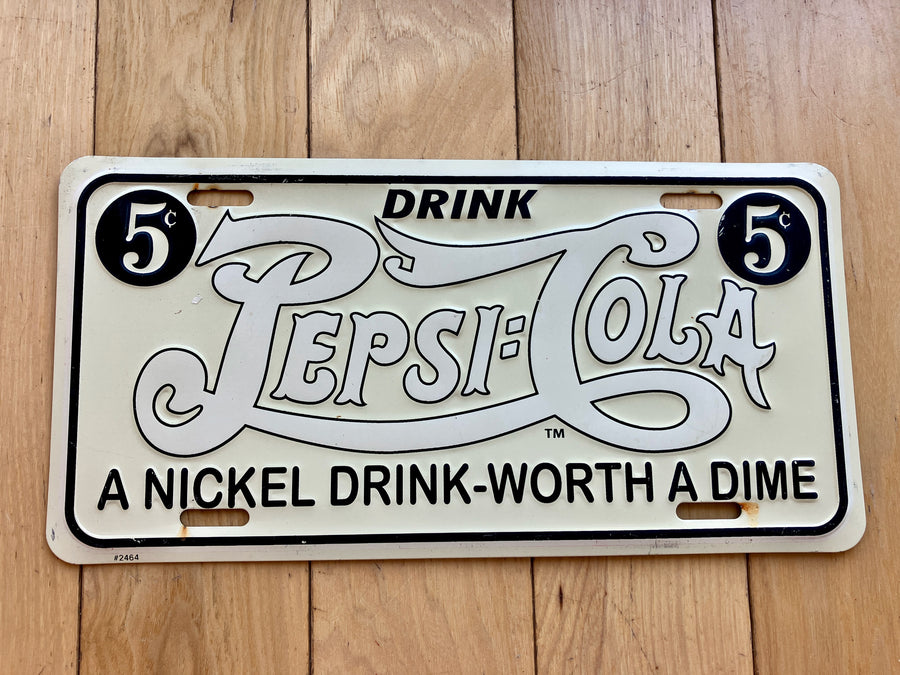 DRINK
5¢ 5¢
PEPSI:COLA
TM
A NICKEL DRINK-WORTH A DIME
#2464